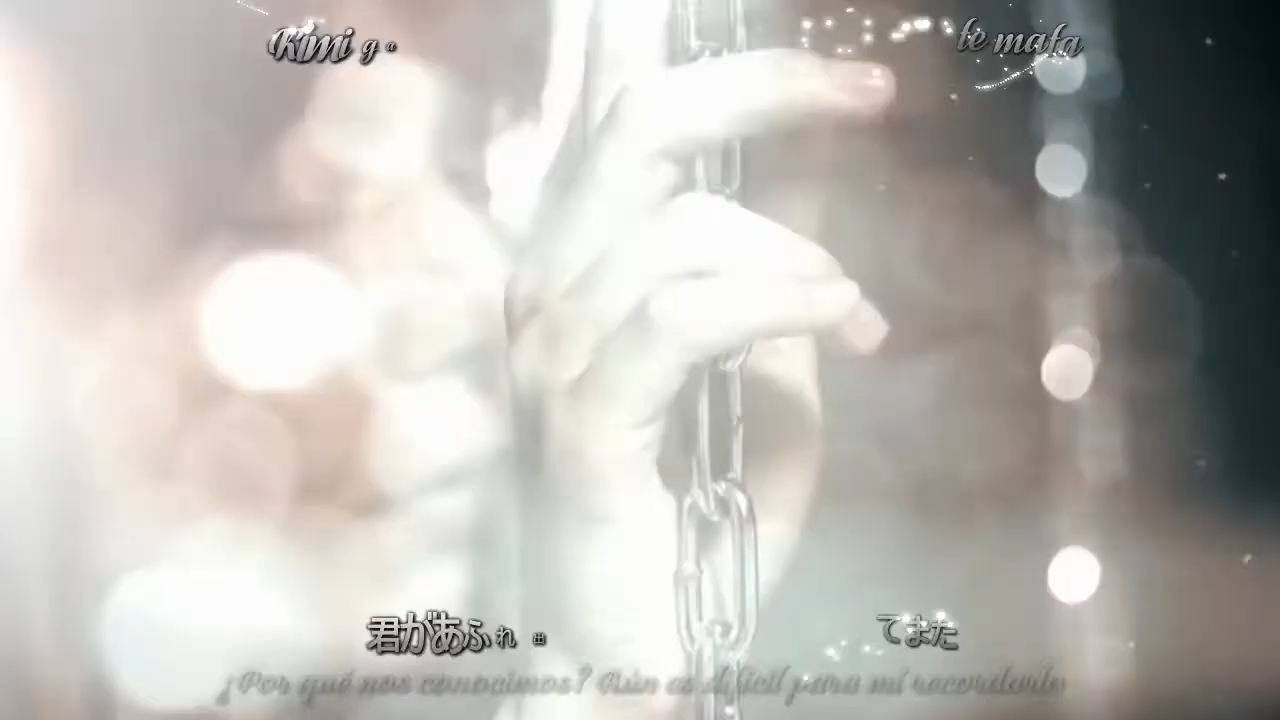 Kimi ga te mata
君があふれ出 てまた
¿Por qué nos conocimos? Aún es difícil para mí recordarlo